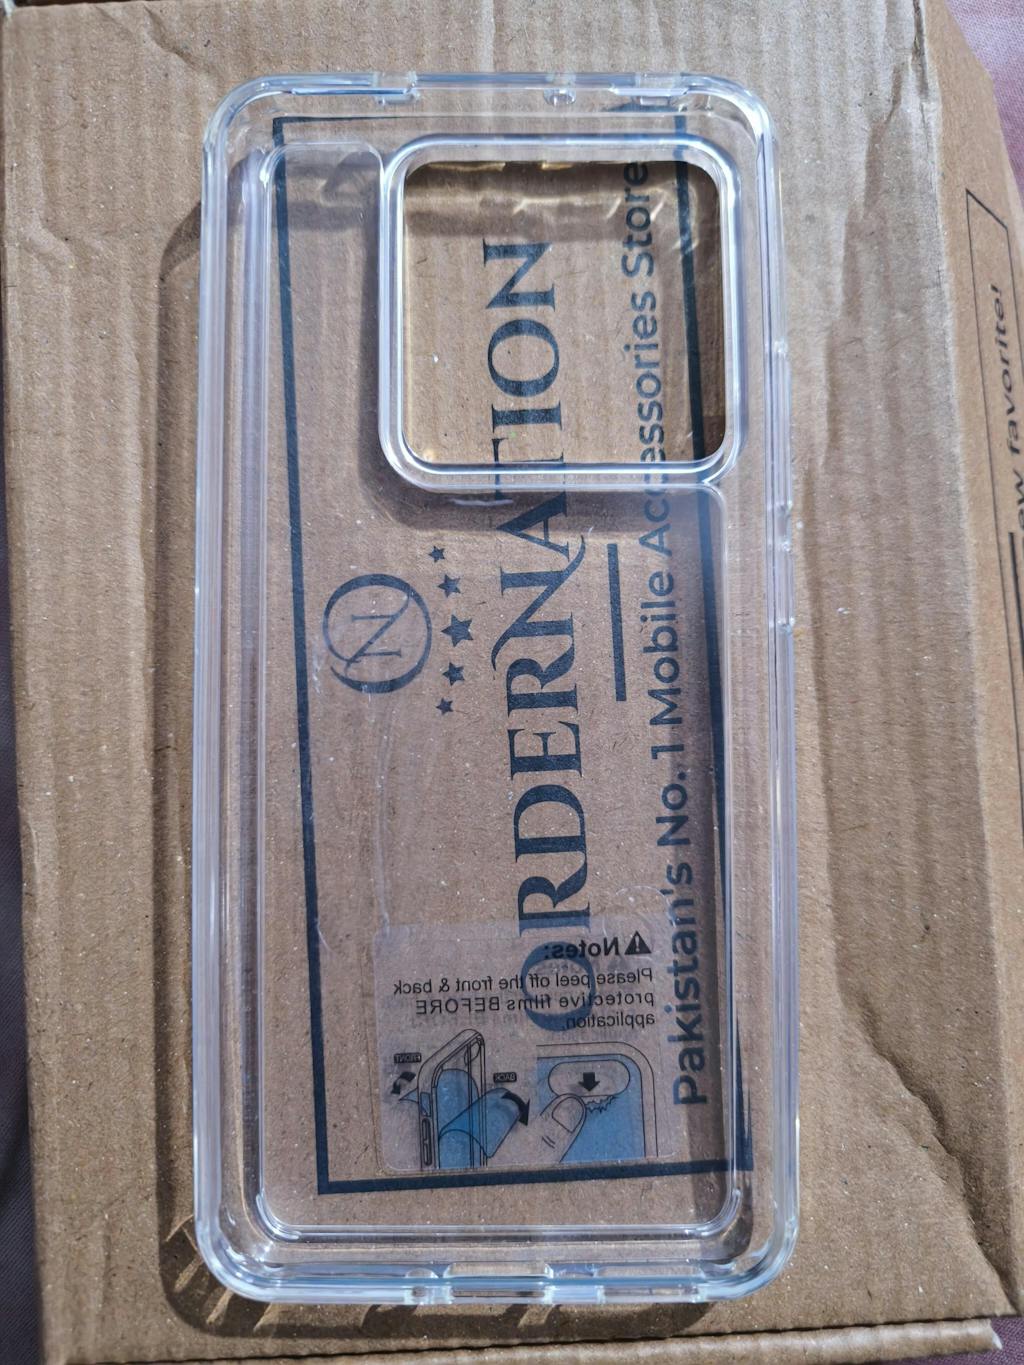 N
ORDERNATION
Pakistan's No. 1 Mobile Accessories Store
Notes:
Please peel off the front & back
protective films BEFORE
application.
FRONT
BACK
favorite!